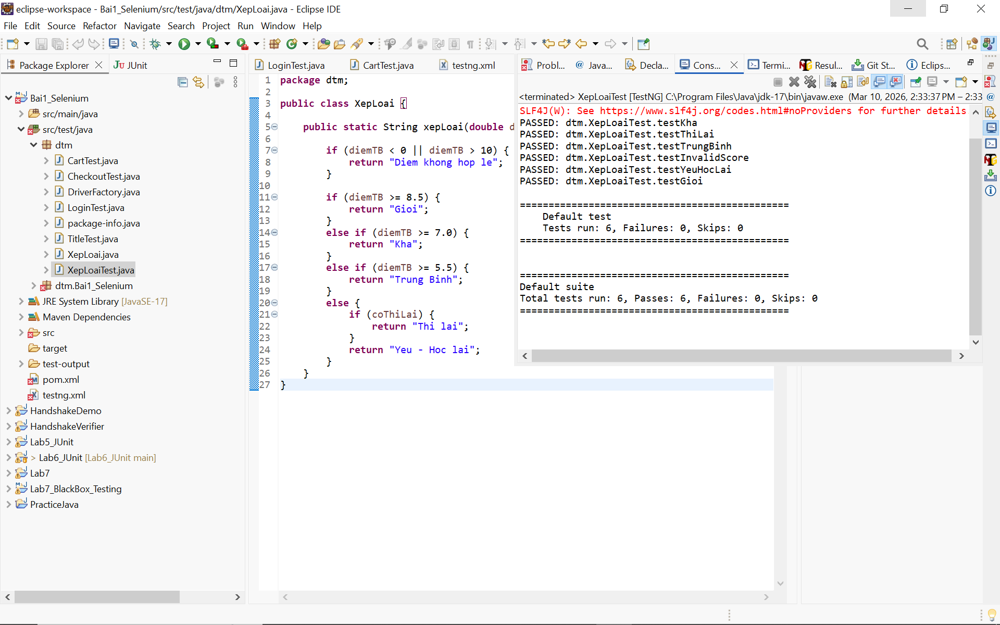 eclipse-workspace - Bai1_Selenium/src/test/java/dtm/XepLoai.java - Eclipse IDE
File Edit Source Refactor Navigate Search Project Run Window Help
Package Explorer
JUnit
Bai1_Selenium
src/main/java
src/test/java
dtm
CartTest.java
CheckoutTest.java
DriverFactory.java
LoginTest.java
package-info.java
TitleTest.java
XepLoai.java
XepLoaiTest.java
dtm.Bai1_Selenium
JRE System Library [JavaSE-17]
Maven Dependencies
src
target
test-output
pom.xml
testng.xml
HandshakeDemo
HandshakeVerifier
Lab5_JUnit
> Lab6_JUnit [Lab6_JUnit main]
Lab7
Lab7_BlackBox_Testing
PracticeJava
LoginTest.java CartTest.java testng.xml
1 package dtm;
2
3 public class XepLoai {
4
5 public static String xepLoai(double d
6
7 if (diemTB < 0 || diemTB > 10) {
8 return "Diem khong hop le";
9 }
10
11 if (diemTB >= 8.5) {
12 return "Gioi";
13 }
14 else if (diemTB >= 7.0) {
15 return "Kha";
16 }
17 else if (diemTB >= 5.5) {
18 return "Trung Binh";
19 }
20 else {
21 if (coThiLai) {
22 return "Thi lai";
23 }
24 return "Yeu - Hoc lai";
25 }
26 }
27 }
Probl... Java... Decla... Cons... Termi... Resul... Git St... Eclips...
<terminated> XepLoaiTest [TestNG] C:\Program Files\Java\jdk-17\bin\javaw.exe (Mar 10, 2026, 2:33:37 PM – 2:33
SLF4J(W): See https://www.slf4j.org/codes.html#noProviders for further details
PASSED: dtm.XepLoaiTest.testKha
PASSED: dtm.XepLoaiTest.testThiLai
PASSED: dtm.XepLoaiTest.testTrungBinh
PASSED: dtm.XepLoaiTest.testInvalidScore
PASSED: dtm.XepLoaiTest.testYeuHocLai
PASSED: dtm.XepLoaiTest.testGioi
===============================================
Default test
Tests run: 6, Failures: 0, Skips: 0
===============================================
===============================================
Default suite
Total tests run: 6, Passes: 6, Failures: 0, Skips: 0
===============================================